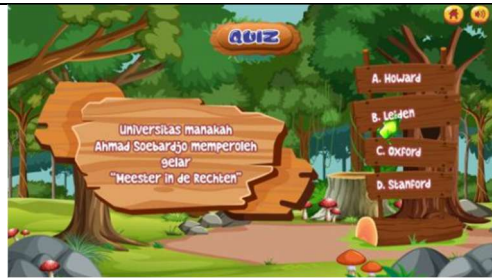 QUIZ
Universitas manakah
Ahmad Soebardjo memperoleh
gelar
"Meester in de Rechten"
A. Howard
B. Leiden
C. Oxford
D. Stanford